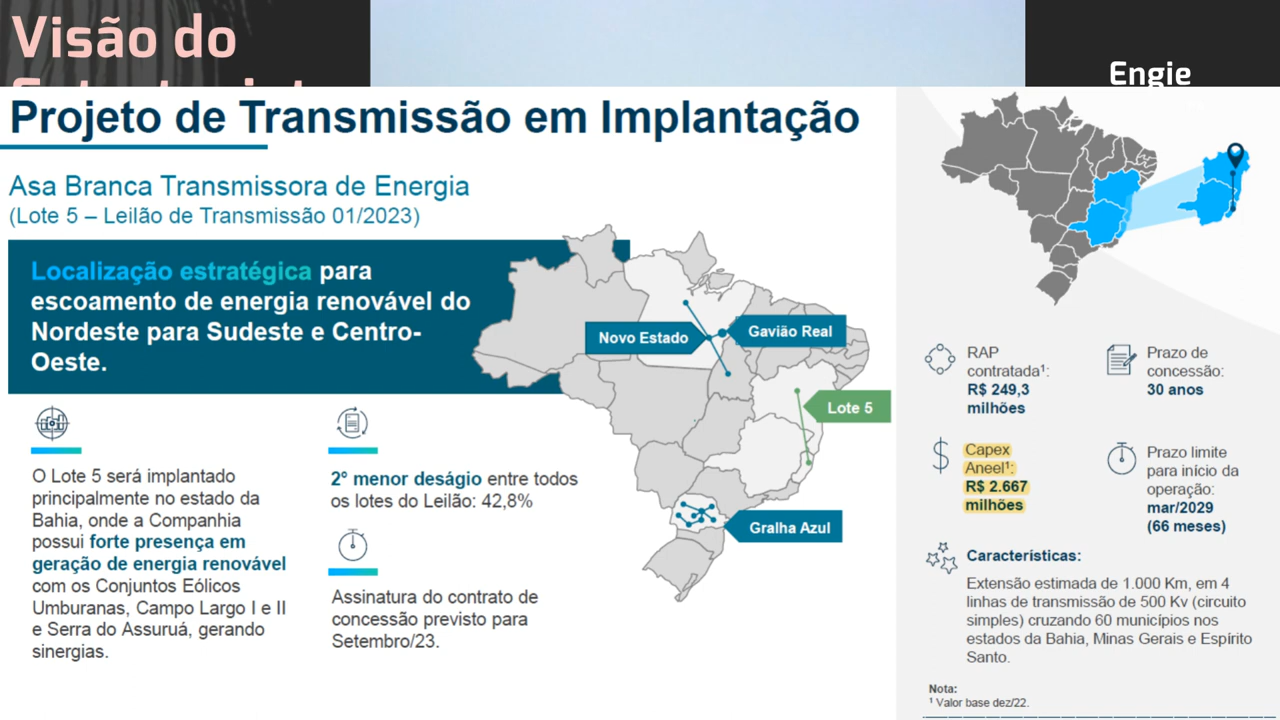 Visão do
Engie
Projeto de Transmissão em Implantação
Asa Branca Transmissora de Energia
(Lote 5 – Leilão de Transmissão 01/2023)
Localização estratégica para
escoamento de energia renovável do
Nordeste para Sudeste e Centro-
Oeste.
Novo Estado
Gavião Real
Lote 5
Gralha Azul
O Lote 5 será implantado
principalmente no estado da
Bahia, onde a Companhia
possui forte presença em
geração de energia renovável
com os Conjuntos Eólicos
Umburanas, Campo Largo I e II
e Serra do Assuruá, gerando
sinergias.
2° menor deságio entre todos
os lotes do Leilão: 42,8%
Assinatura do contrato de
concessão previsto para
Setembro/23.
RAP
contratada¹:
R$ 249,3
milhões
Prazo de
concessão:
30 anos
Capex
Aneel¹:
R$ 2.667
milhões
Prazo limite
para início da
operação:
mar/2029
(66 meses)
Características:
Extensão estimada de 1.000 Km, em 4
linhas de transmissão de 500 Kv (circuito
simples) cruzando 60 municípios nos
estados da Bahia, Minas Gerais e Espírito
Santo.
Nota:
¹ Valor base dez/22.